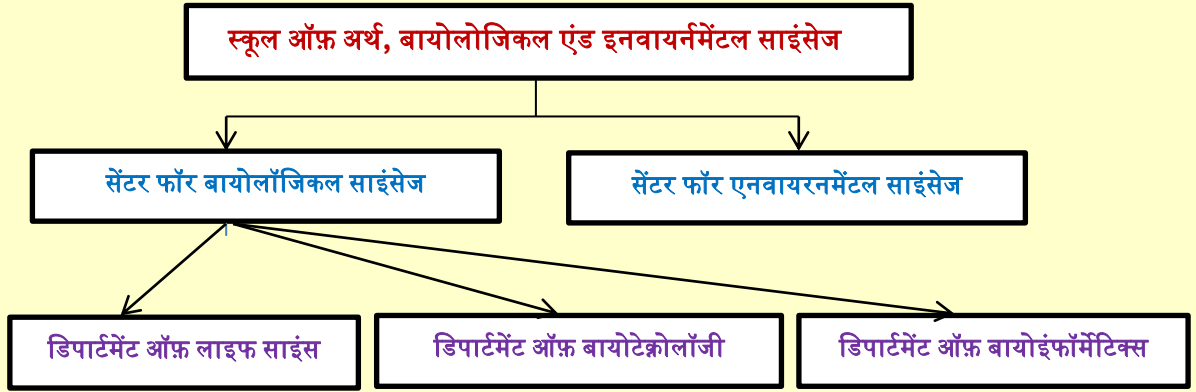 स्कूल ऑफ़ अर्थ, बायोलोजिकल एंड इनवायर्नमेंटल साइंसेज
सेंटर फॉर बायोलॉजिकल साइंसेज
सेंटर फॉर एनवायरनमेंटल साइंसेज
डिपार्टमेंट ऑफ़ लाइफ साइंस
डिपार्टमेंट ऑफ़ बायोटेक्नोलॉजी
डिपार्टमेंट ऑफ़ बायोइंफॉर्मेटिक्स